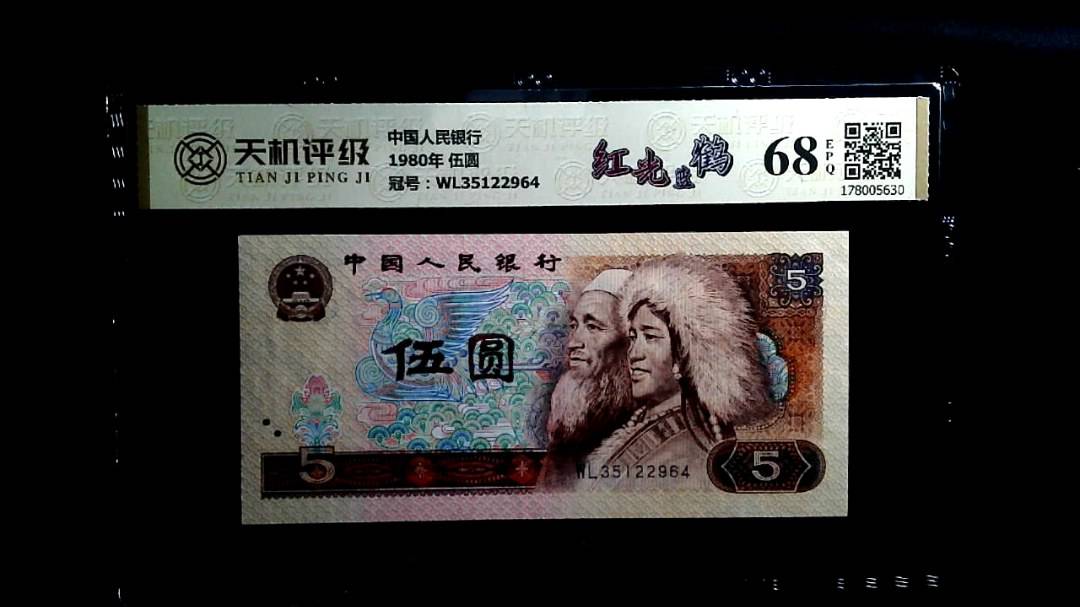 天机评级
TIAN JI PING JI
中国人民银行
1980年 伍圆
冠号：WL35122964
红光蓝鹤
68
EPQ
178005630
中国人民银行
5
伍圆
5
WL35122964
5